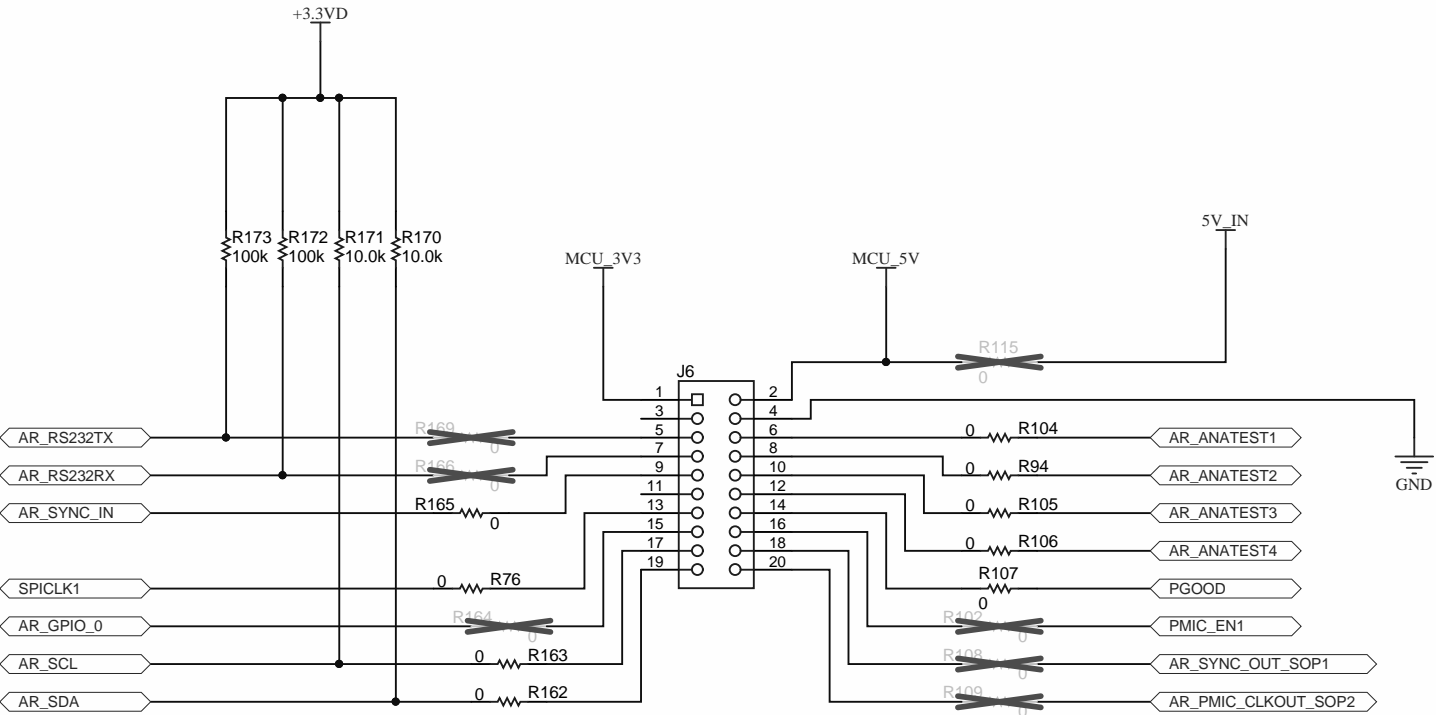 +3.3VD
5V_IN
R173 R172 R171 R170
100k 100k 10.0k 10.0k
MCU_3V3
MCU_5V
R115
0
J6
1 2
3 4
5 6
7 8
9 10
11 12
13 14
15 16
17 18
19 20
AR_RS232TX
R169
0
0
R104
AR_ANATEST1
AR_RS232RX
R166
0
0
R94
AR_ANATEST2
GND
AR_SYNC_IN
R165
0
0
R105
AR_ANATEST3
0
R106
AR_ANATEST4
SPICLK1
0
R76
R107
0
PGOOD
AR_GPIO_0
R164
0
R102
0
PMIC_EN1
AR_SCL
0
R163
R108
0
AR_SYNC_OUT_SOP1
AR_SDA
0
R162
R109
0
AR_PMIC_CLKOUT_SOP2